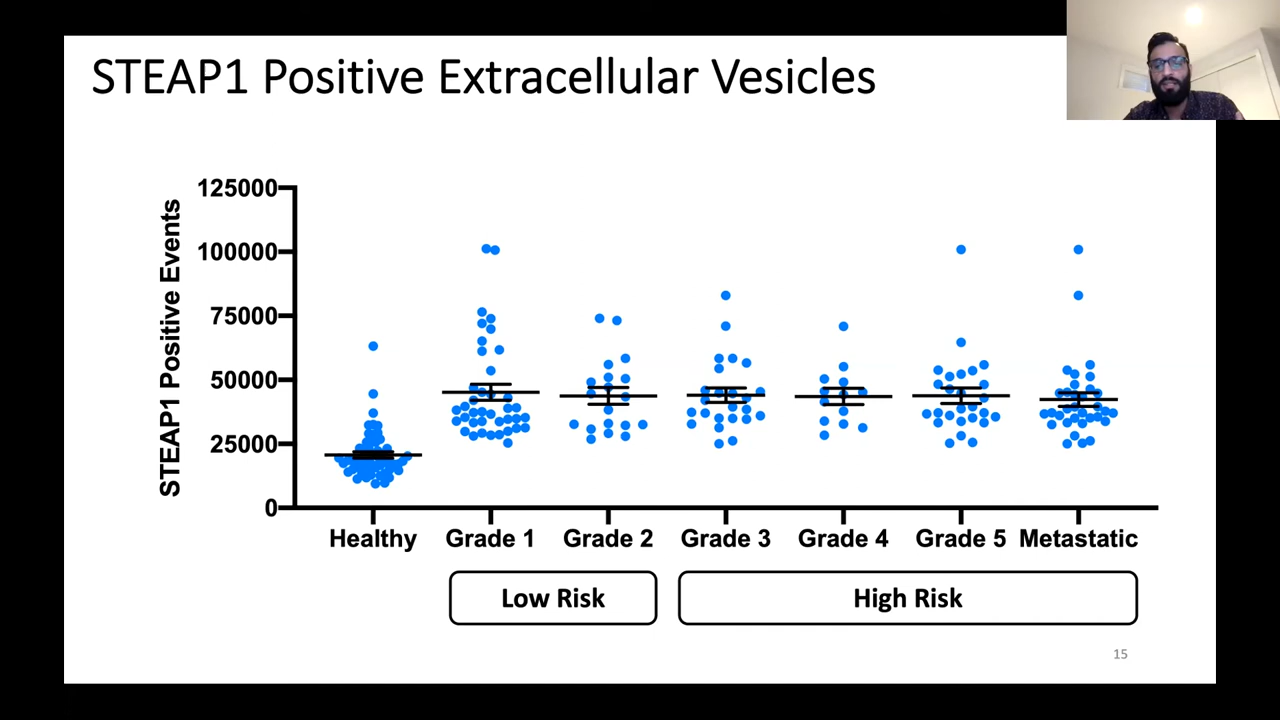 STEAP1 Positive Extracellular Vesicles
STEAP1 Positive Events
125000
100000
75000
50000
25000
0
Healthy Grade 1 Grade 2 Grade 3 Grade 4 Grade 5 Metastatic
Low Risk High Risk
15